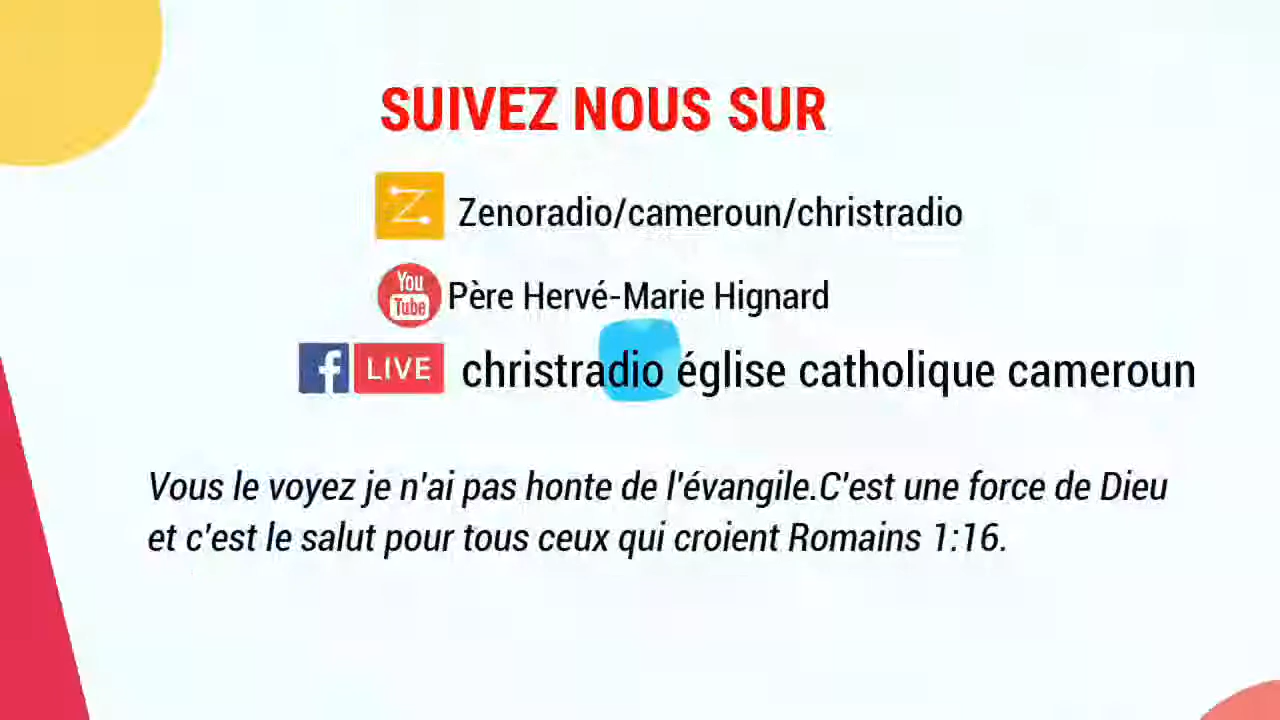 SUIVEZ NOUS SUR
Zenoradio/cameroun/christradio
You
Tube
Père Hervé-Marie Hignard
f LIVE christradio église catholique cameroun
Vous le voyez je n'ai pas honte de l'évangile.C'est une force de Dieu
et c'est le salut pour tous ceux qui croient Romains 1:16.